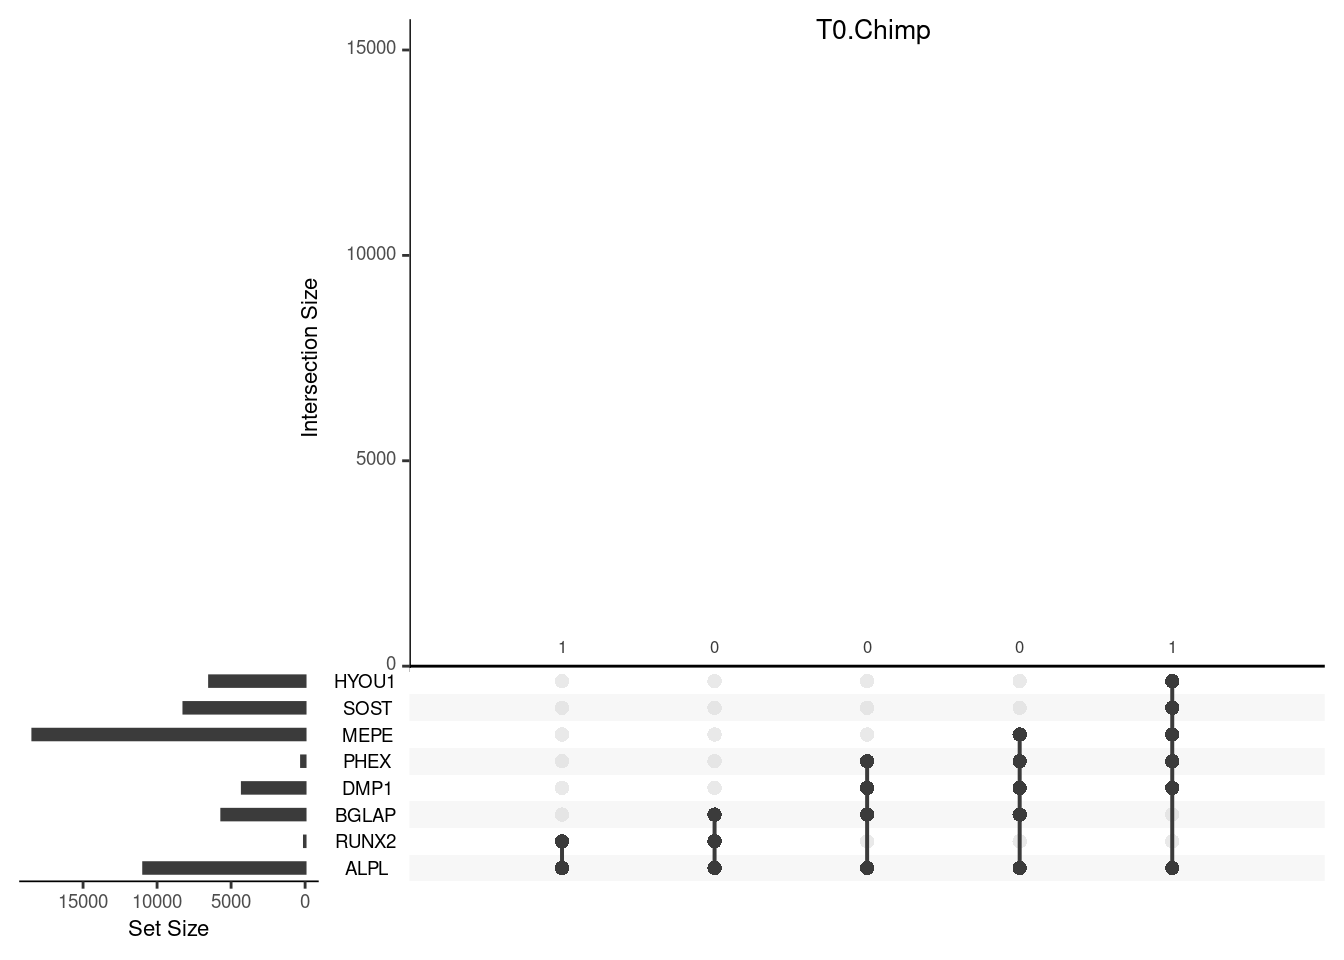 T0.Chimp
15000
10000
5000
0
Intersection Size
1 0 0 0 1
HYOU1
SOST
MEPE
PHEX
DMP1
BGLAP
RUNX2
ALPL
15000 10000 5000 0
Set Size